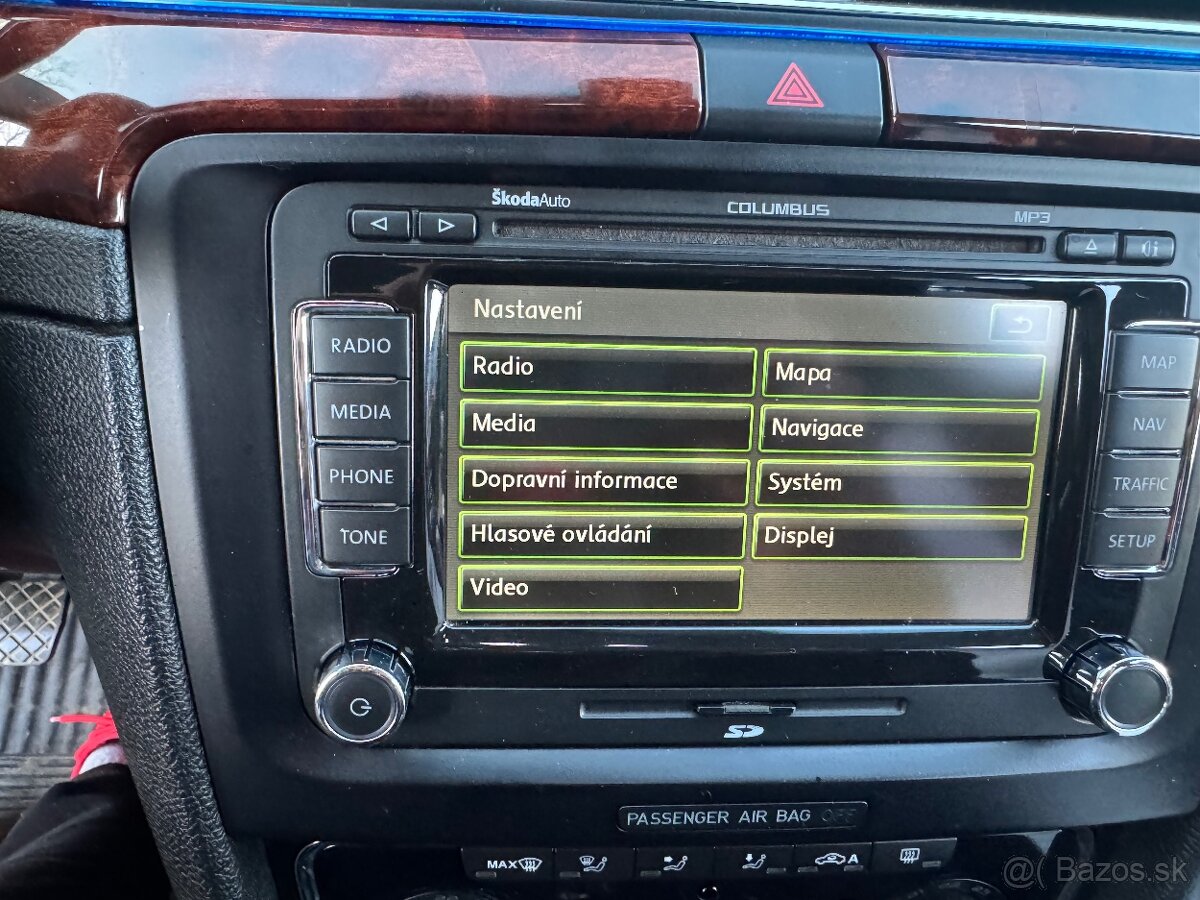 ŠkodaAuto
COLUMBUS
MP3
Nastavení
RADIO
MEDIA
PHONE
TONE
Radio
Mapa
Media
Navigace
Dopravní informace
Systém
Hlasové ovládání
Displej
Video
MAP
NAV
TRAFFIC
SETUP
SD
PASSENGER AIR BAG OFF
MAX
A
@( Bazos.sk